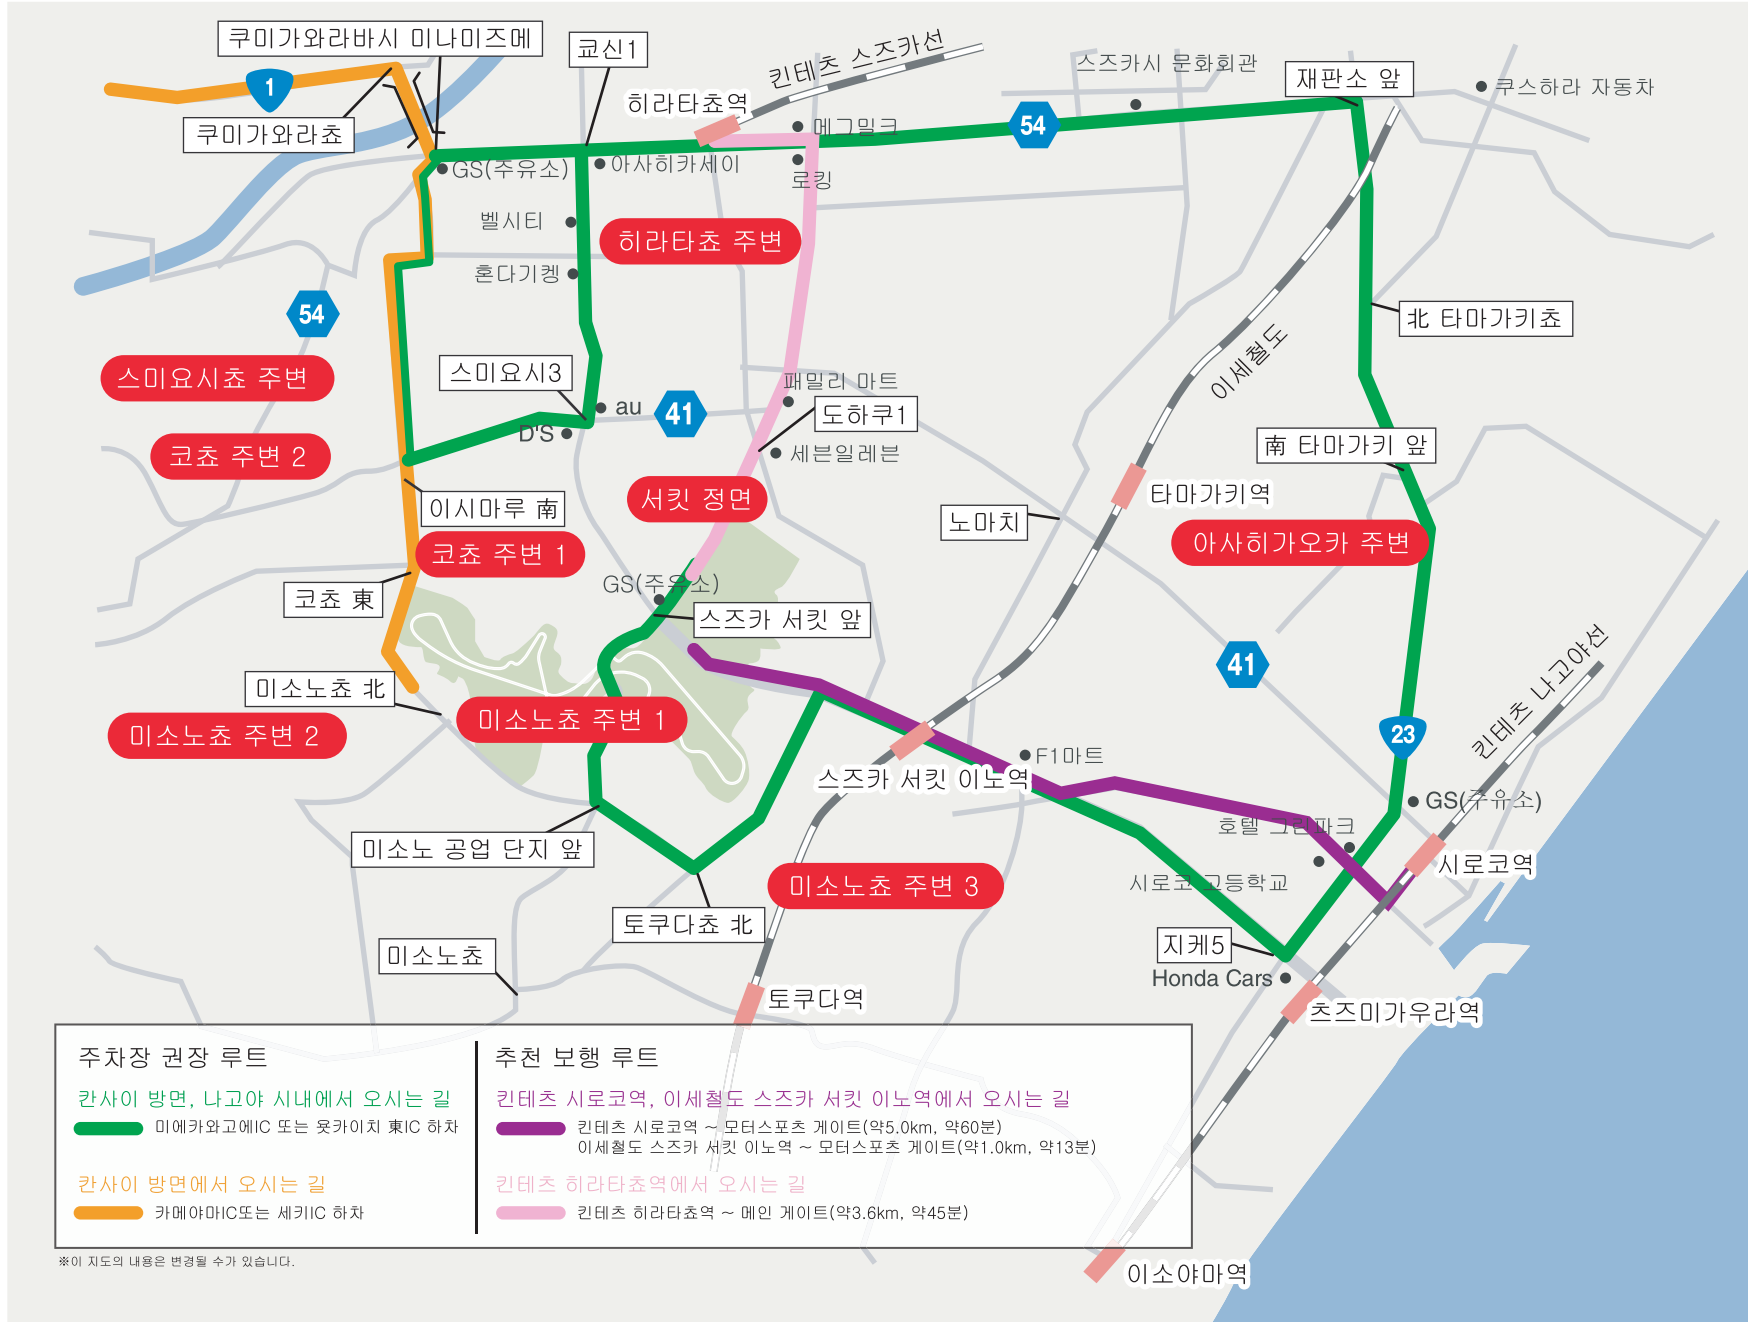 쿠미가와라바시 미나미즈메
쿄신1
킨테츠 스즈카선
스즈카시 문화회관
재판소 앞
쿠스하라 자동차
1
히라타쵸역
쿠미가와라쵸
메그밀크
54
GS(주유소)
아사히카세이
로킹
벨시티
히라타쵸 주변
혼다기켄
54
北 타마가키쵸
이세철도
스미요시쵸 주변
스미요시3
패밀리 마트
au
41
도하쿠1
D'S
코쵸 주변 2
세븐일레븐
南 타마가키 앞
이시마루 南
서킷 정면
타마가키역
노마치
코쵸 주변 1
아사히가오카 주변
GS(주유소)
코쵸 東
스즈카 서킷 앞
41
킨테츠 나고야선
미소노쵸 北
미소노쵸 주변 1
미소노쵸 주변 2
23
F1마트
스즈카 서킷 이노역
GS(주유소)
호텔 그린파크
미소노 공업 단지 앞
시로코역
미소노쵸 주변 3
시로코 고등학교
토쿠다쵸 北
지케5
미소노쵸
Honda Cars
토쿠다역
츠즈미가우라역
주차장 권장 루트
칸사이 방면, 나고야 시내에서 오시는 길
미에카와고에IC 또는 욧카이치 東IC 하차
칸사이 방면에서 오시는 길
카메야마IC또는 세키IC 하차
추천 보행 루트
킨테츠 시로코역, 이세철도 스즈카 서킷 이노역에서 오시는 길
킨테츠 시로코역 ~ 모터스포츠 게이트(약5.0km, 약60분)
이세철도 스즈카 서킷 이노역 ~ 모터스포츠 게이트(약1.0km, 약13분)
킨테츠 히라타쵸역에서 오시는 길
킨테츠 히라타쵸역 ~ 메인 게이트(약3.6km, 약45분)
※이 지도의 내용은 변경될 수가 있습니다.
이소야마역